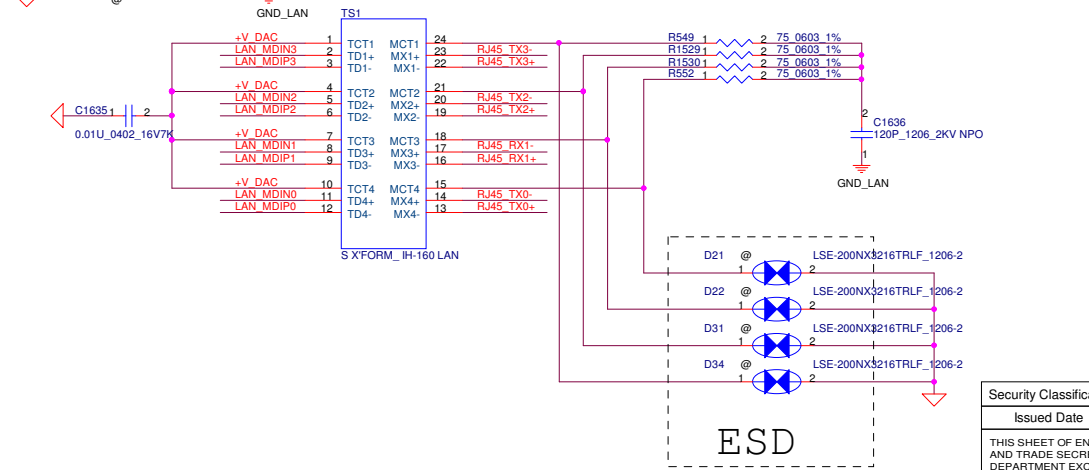 @
GND_LAN
TS1
+V_DAC 1 TCT1 MCT1 24
LAN_MDIN3 2 TD1+ MX1+ 23 RJ45_TX3-
LAN_MDIP3 3 TD1- MX1- 22 RJ45_TX3+
+V_DAC 4 TCT2 MCT2 21
LAN_MDIN2 5 TD2+ MX2+ 20 RJ45_TX2-
LAN_MDIP2 6 TD2- MX2- 19 RJ45_TX2+
+V_DAC 7 TCT3 MCT3 18
LAN_MDIN1 8 TD3+ MX3+ 17 RJ45_RX1-
LAN_MDIP1 9 TD3- MX3- 16 RJ45_RX1+
+V_DAC 10 TCT4 MCT4 15
LAN_MDIN0 11 TD4+ MX4+ 14 RJ45_TX0-
LAN_MDIP0 12 TD4- MX4- 13 RJ45_TX0+
S X'FORM_ IH-160 LAN
C1635 1 2
0.01U_0402_16V7K
R549 1 2 75_0603_1%
R1529 1 2 75_0603_1%
R1530 1 2 75_0603_1%
R552 1 2 75_0603_1%
2
C1636
120P_1206_2KV NPO
1
GND_LAN
D21 @ LSE-200NX3216TRLF_1206-2
1 2
D22 @ LSE-200NX3216TRLF_1206-2
1 2
D31 @ LSE-200NX3216TRLF_1206-2
1 2
D34 @ LSE-200NX3216TRLF_1206-2
1 2
ESD
Security Classifica
Issued Date
THIS SHEET OF EN
AND TRADE SECRE
DEPARTMENT EXC